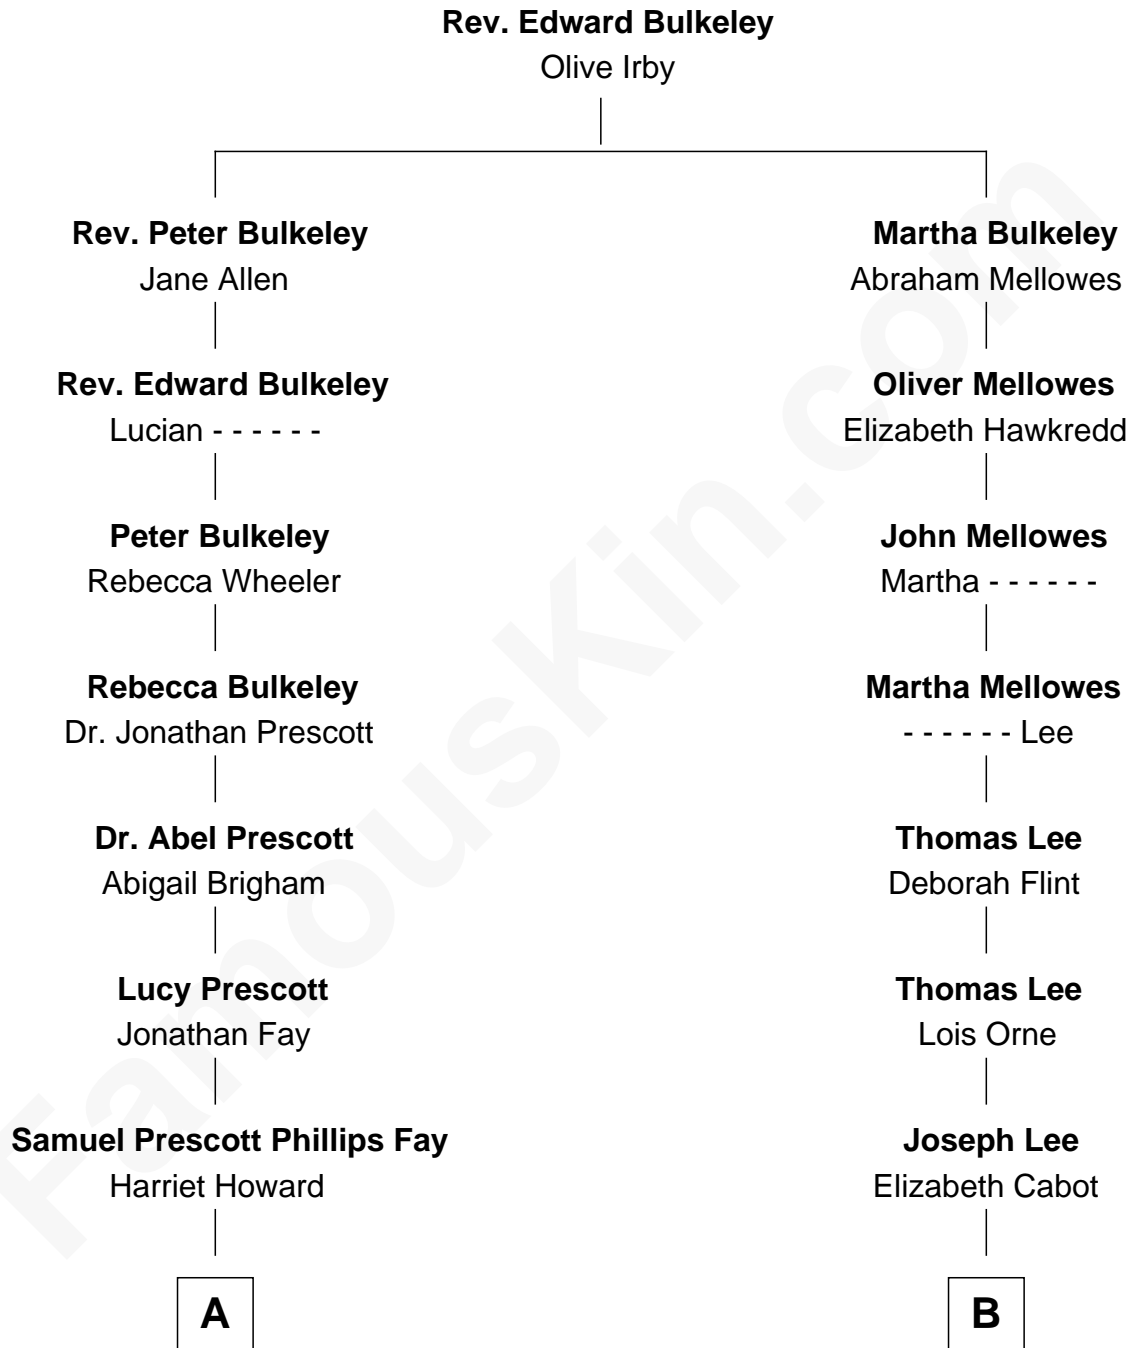 Rev. Edward Bulkeley
Olive Irby
Rev. Peter Bulkeley
Jane Allen
Rev. Edward Bulkeley
Lucian - - - - - -
Peter Bulkeley
Rebecca Wheeler
Rebecca Bulkeley
Dr. Jonathan Prescott
Dr. Abel Prescott
Abigail Brigham
Lucy Prescott
Jonathan Fay
Samuel Prescott Phillips Fay
Harriet Howard
A
Martha Bulkeley
Abraham Mellowes
Oliver Mellowes
Elizabeth Hawkredd
John Mellowes
Martha - - - - - -
Martha Mellowes
- - - - - - Lee
Thomas Lee
Deborah Flint
Thomas Lee
Lois Orne
Joseph Lee
Elizabeth Cabot
B
FamousKin.com